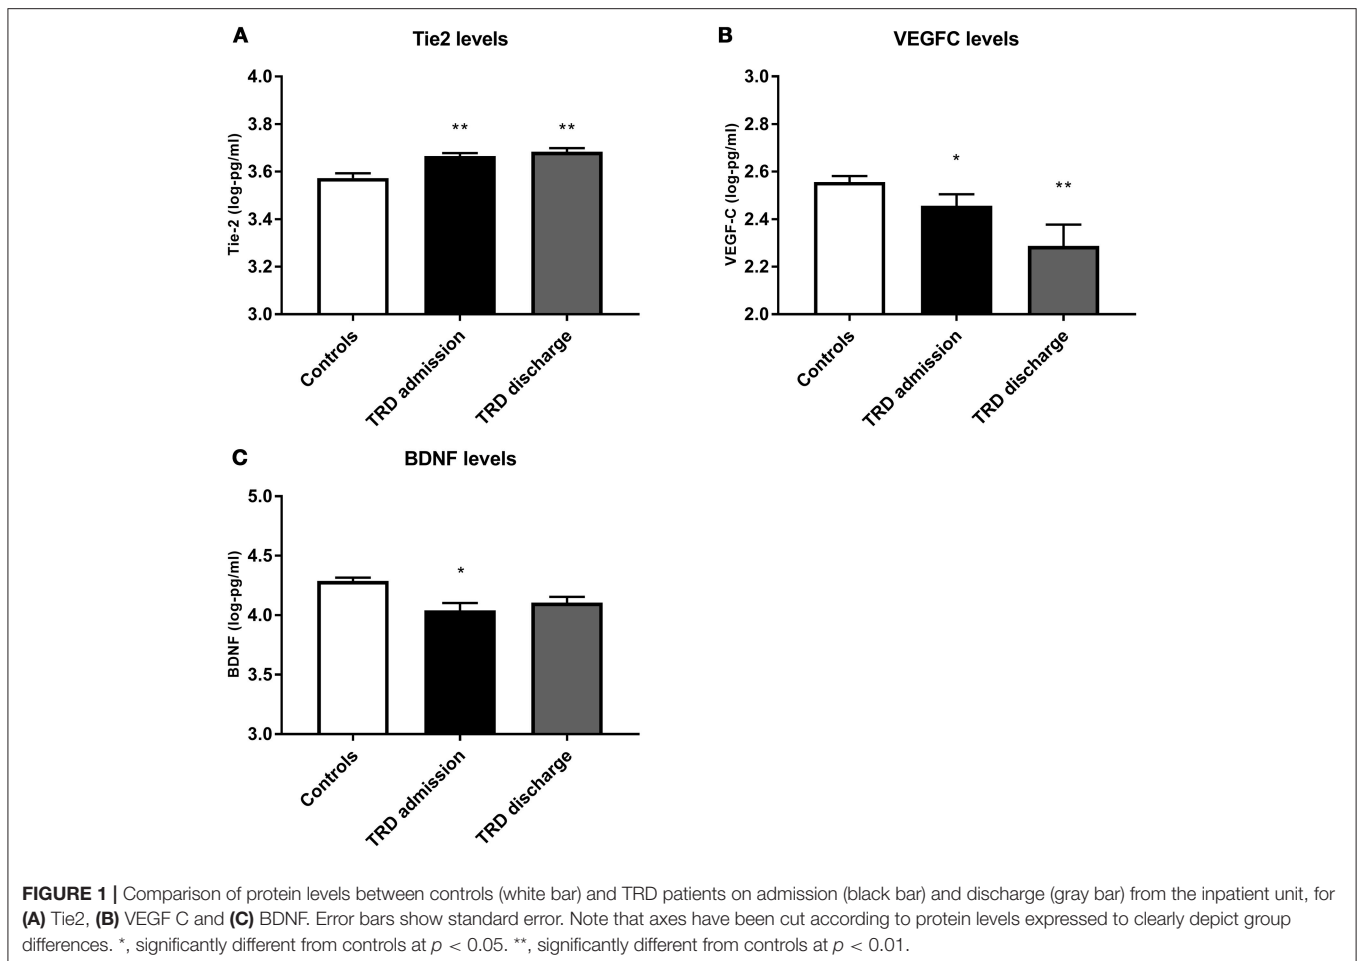 A
Tie2 levels
Tie-2 (log-pg/ml)
4.0
3.8
3.6
3.4
3.2
3.0
**
**
Controls
TRD admission
TRD discharge
B
VEGFC levels
VEGF-C (log-pg/ml)
3.0
2.8
2.6
2.4
2.2
2.0
*
**
Controls
TRD admission
TRD discharge
C
BDNF levels
BDNF (log-pg/ml)
5.0
4.5
4.0
3.5
3.0
*
Controls
TRD admission
TRD discharge
FIGURE 1 | Comparison of protein levels between controls (white bar) and TRD patients on admission (black bar) and discharge (gray bar) from the inpatient unit, for
(A) Tie2, (B) VEGF C and (C) BDNF. Error bars show standard error. Note that axes have been cut according to protein levels expressed to clearly depict group
differences. *, significantly different from controls at p < 0.05. **, significantly different from controls at p < 0.01.